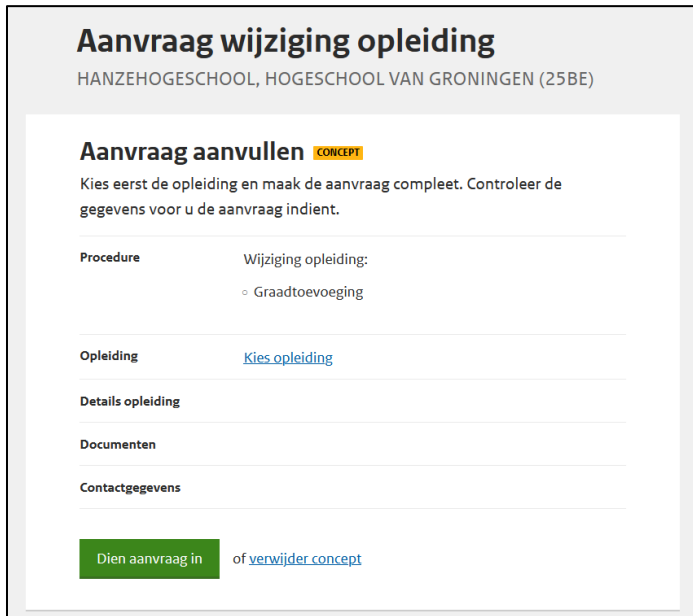 Aanvraag wijziging opleiding
HANZEHOGESCHOOL, HOGESCHOOL VAN GRONINGEN (25BE)
Aanvraag aanvullen CONCEPT
Kies eerst de opleiding en maak de aanvraag compleet. Controleer de
gegevens voor u de aanvraag indient.
Procedure Wijziging opleiding:
Graadtoevoeging
Opleiding Kies opleiding
Details opleiding
Documenten
Contactgegevens
Dien aanvraag in of verwijder concept